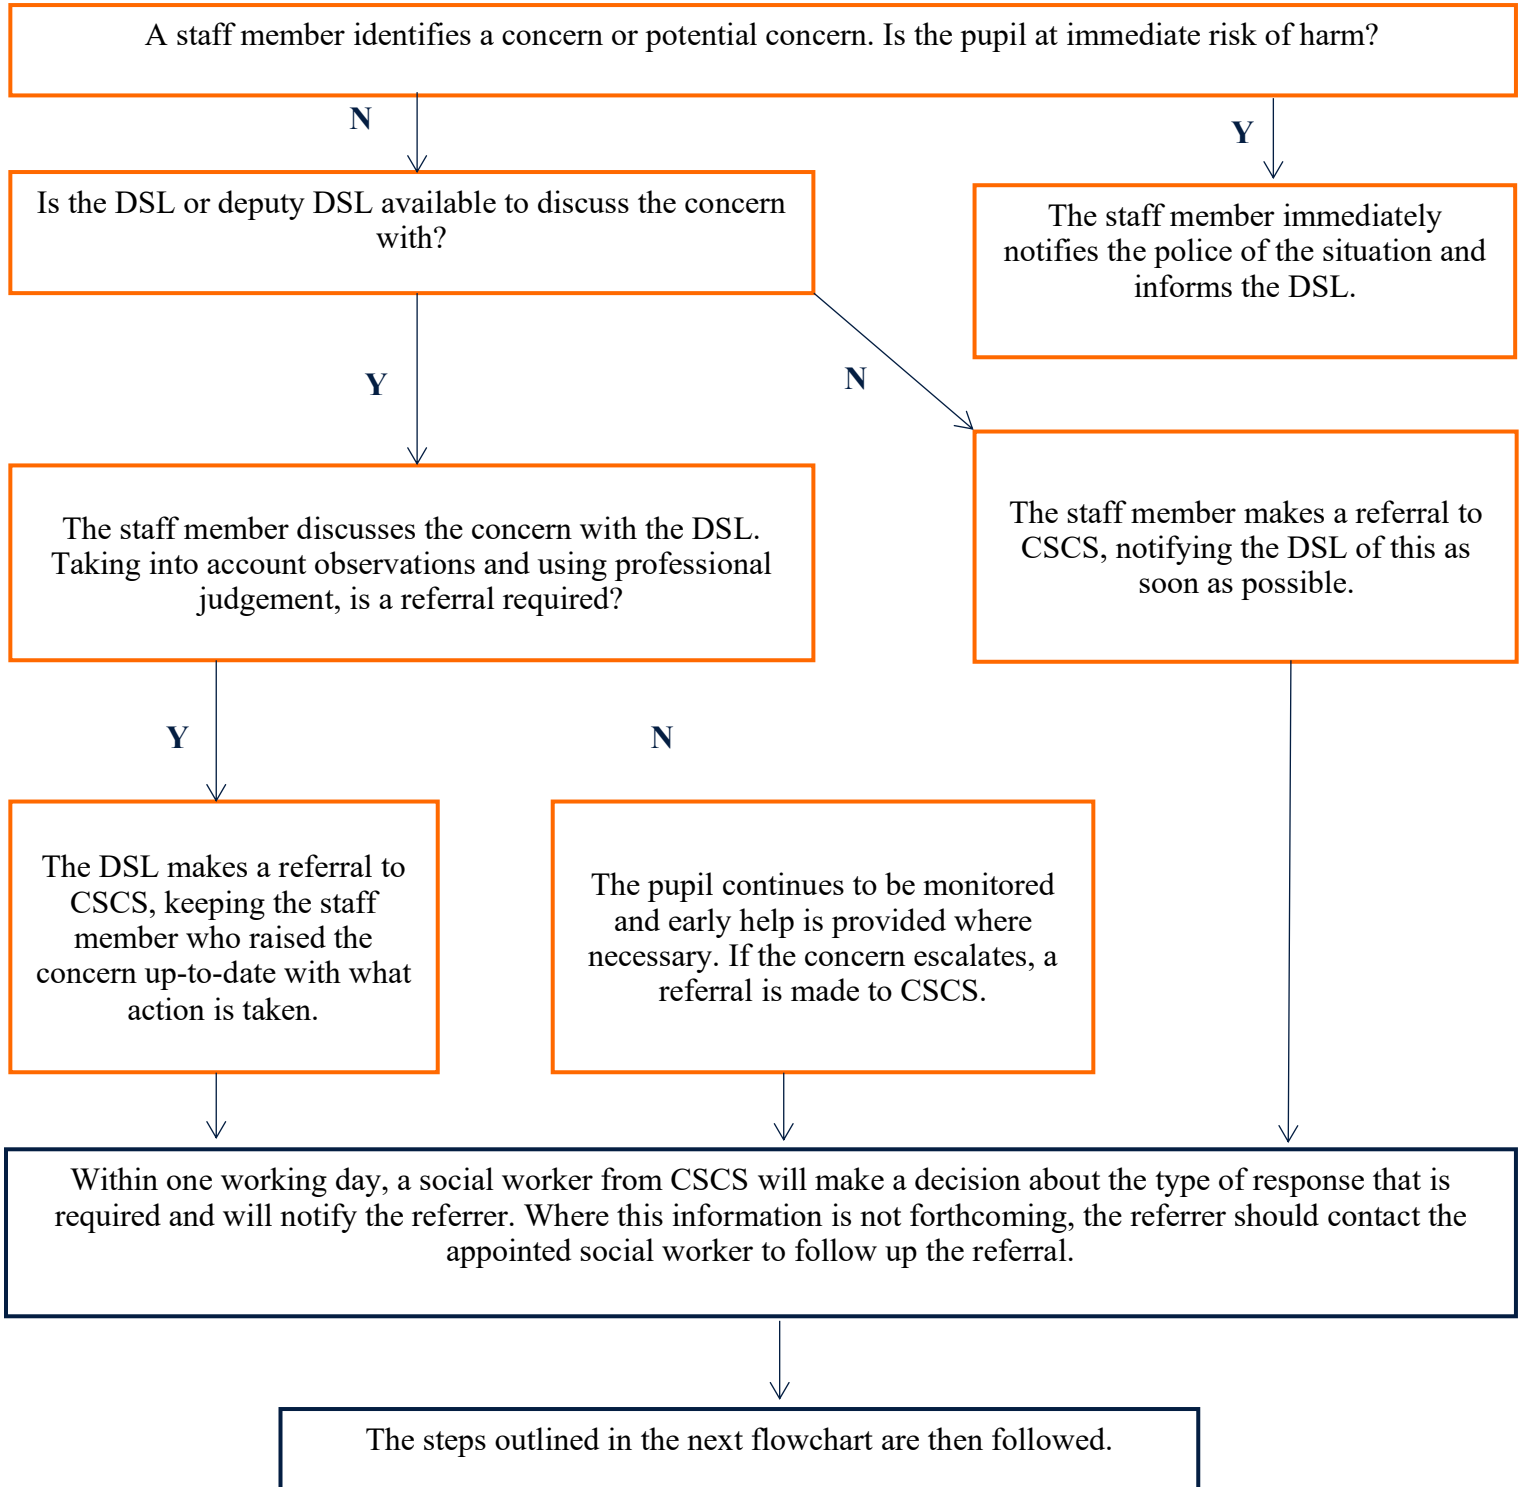 A staff member identifies a concern or potential concern. Is the pupil at immediate risk of harm?
N
Y
Is the DSL or deputy DSL available to discuss the concern
with?
The staff member immediately
notifies the police of the situation and
informs the DSL.
Y
N
The staff member discusses the concern with the DSL.
Taking into account observations and using professional
judgement, is a referral required?
The staff member makes a referral to
CSCS, notifying the DSL of this as
soon as possible.
Y
N
The DSL makes a referral to
CSCS, keeping the staff
member who raised the
concern up-to-date with what
action is taken.
The pupil continues to be monitored
and early help is provided where
necessary. If the concern escalates, a
referral is made to CSCS.
Within one working day, a social worker from CSCS will make a decision about the type of response that is
required and will notify the referrer. Where this information is not forthcoming, the referrer should contact the
appointed social worker to follow up the referral.
The steps outlined in the next flowchart are then followed.